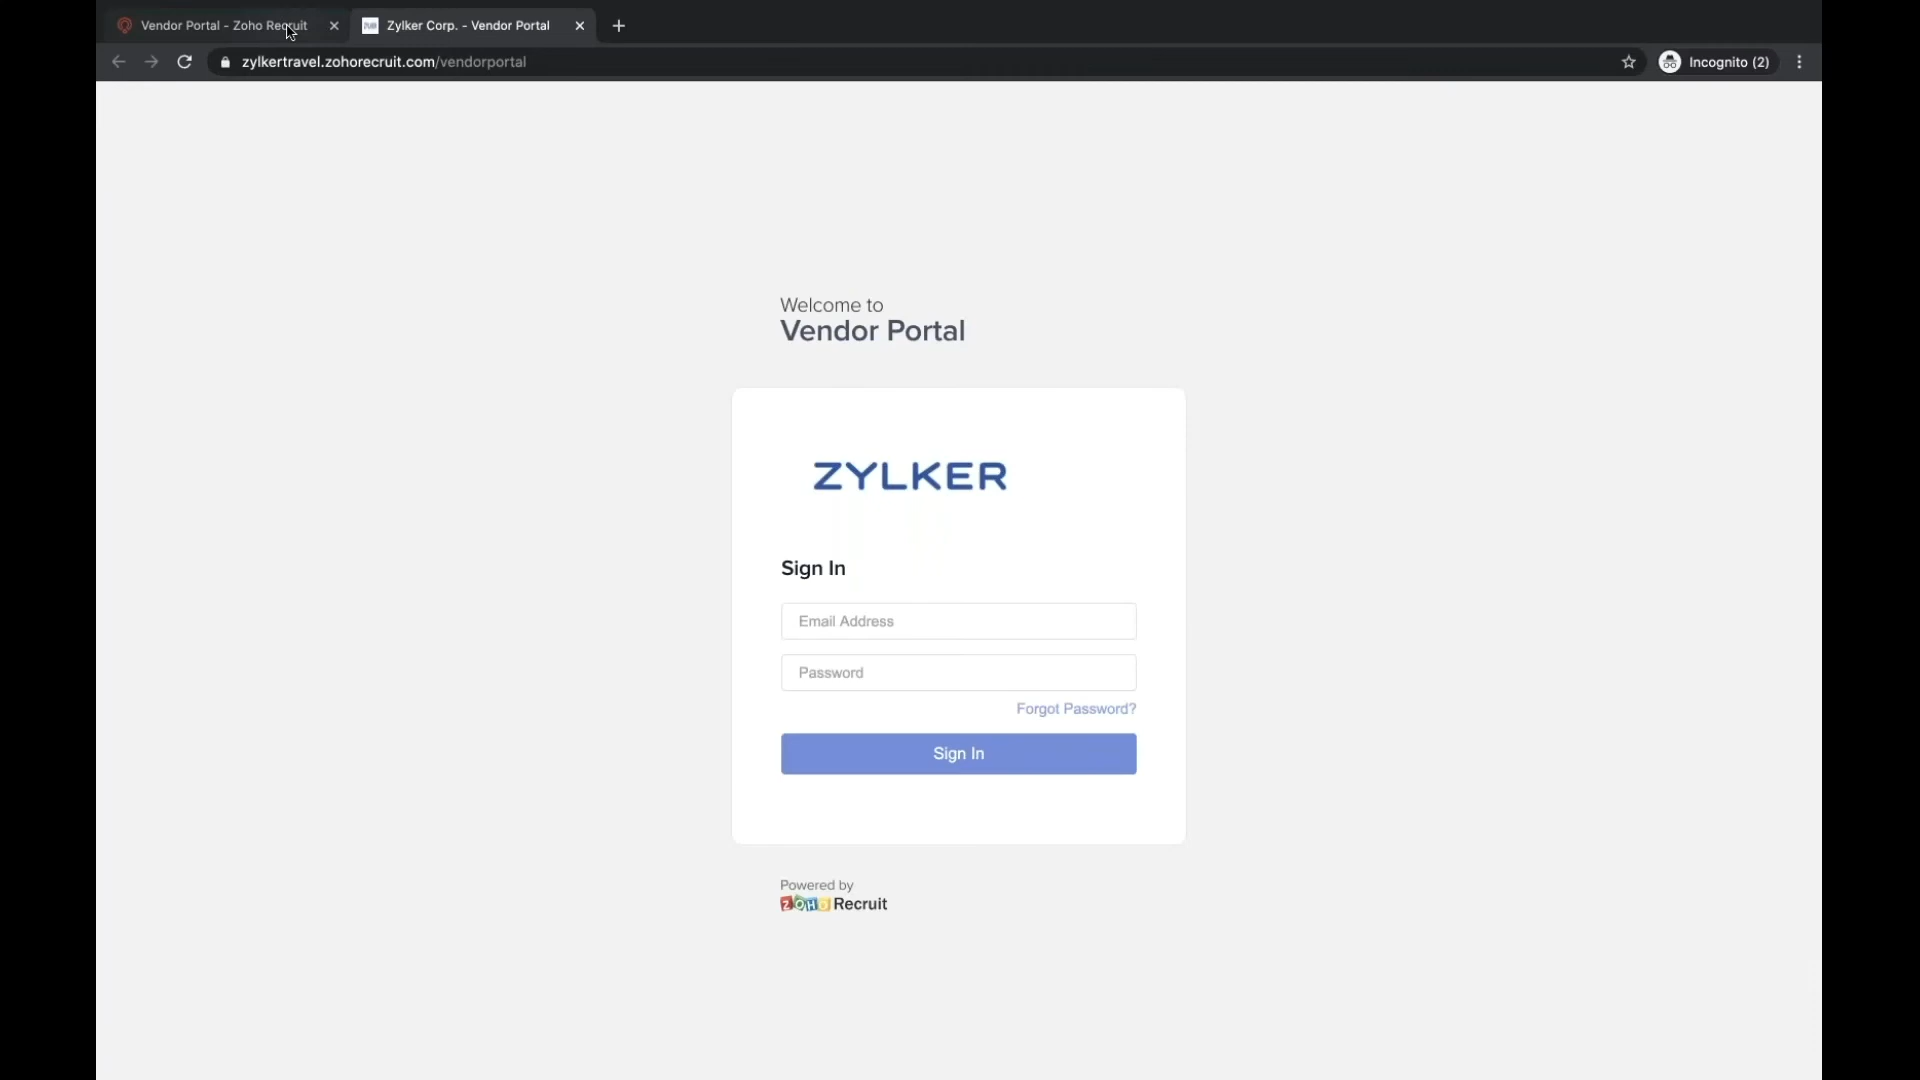 Vendor Portal - Zoho Recruit
Zylker Corp. - Vendor Portal
zylkertravel.zohorecruit.com/vendorportal
Incognito (2)
Welcome to
Vendor Portal
ZYLKER
Sign In
Email Address
Password
Forgot Password?
Sign In
Powered by
ZOHO Recruit